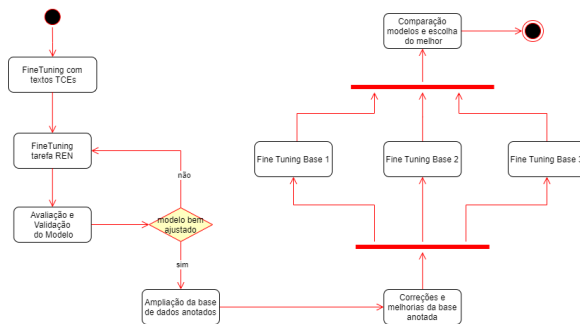 FineTuning com
textos TCEs
FineTuning
tarefa REN
Avaliação e
Validação
do Modelo
não
modelo bem
ajustado
sim
Ampliação da base
de dados anotados
Correções e
melhorias da base
anotada
Fine Tuning Base 1
Fine Tuning Base 2
Fine Tuning Base 3
Comparação
modelos e escolha
do melhor